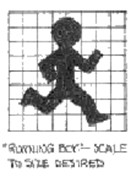 "RUNNING BOY" - SCALE
TO SIZE DESIRED